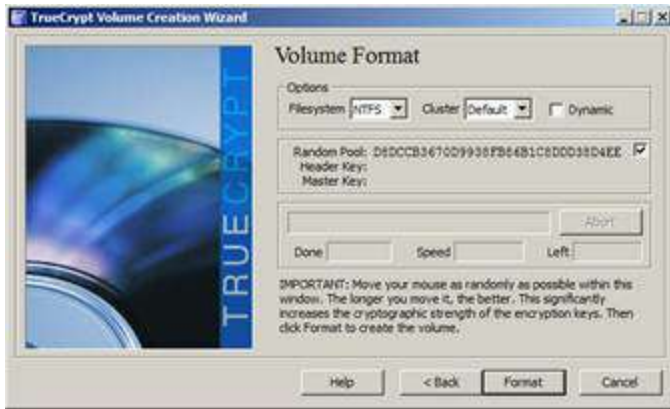 TrueCrypt Volume Creation Wizard
TRUECRYPT
Volume Format
Options
Filesystem NTFS Cluster Default Dynamic
Random Pool: D8DCCB3670D9938FB86B1C8DDD38D4EE
Header Key:
Master Key:
Abort
Done Speed Left
IMPORTANT: Move your mouse as randomly as possible within this
window. The longer you move it, the better. This significantly
increases the cryptographic strength of the encryption keys. Then
click Format to create the volume.
Help < Back Format Cancel